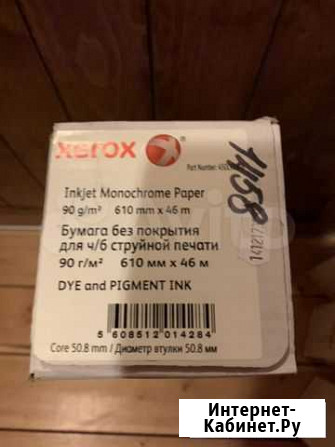 xerox
Part Number:
Inkjet Monochrome Paper
90 g/m² 610 mm x 46 m
Бумага без покрытия
для ч/б струйной печати
90 г/м² 610 мм х 46 м
DYE and PIGMENT INK
5 608512 014284
Core 50.8 mm / Диаметр втулки 50.8 мм
1458
Avito
Интернет-
Кабинет.Ру